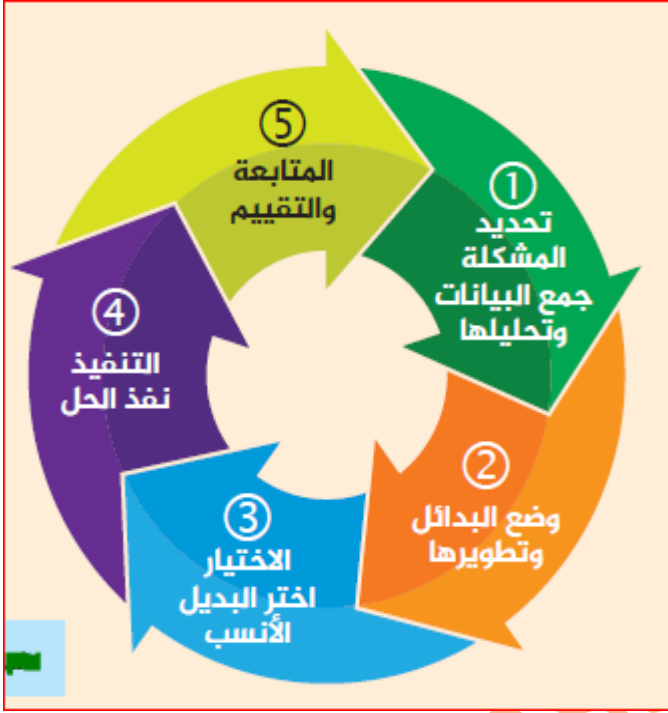 ①
تحديد
المشكلة
جمع البيانات
وتحليلها
②
وضع البدائل
وتطويرها
③
الاختيار
اختر البديل
الأنسب
④
التنفيذ
نفذ الحل
⑤
المتابعة
والتقييم